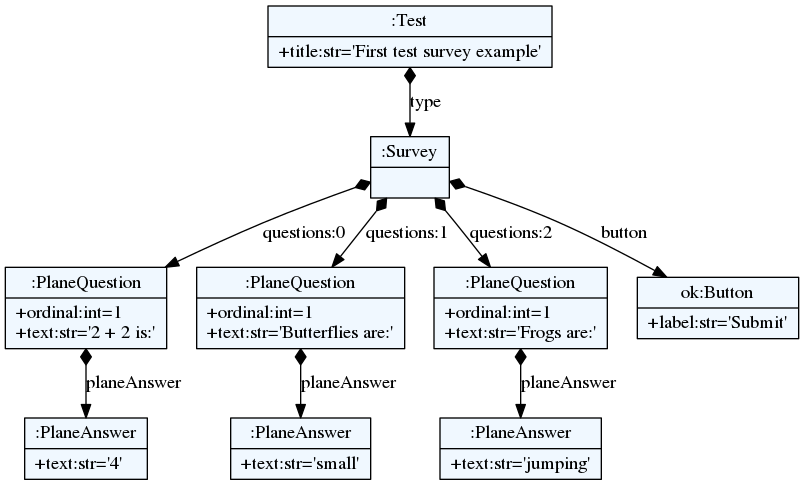 :Test
+title:str='First test survey example'
type
:Survey
questions:0
questions:1
questions:2
button
:PlaneQuestion
+ordinal:int=1
+text:str='2 + 2 is:'
:PlaneQuestion
+ordinal:int=1
+text:str='Butterflies are:'
:PlaneQuestion
+ordinal:int=1
+text:str='Frogs are:'
ok:Button
+label:str='Submit'
planeAnswer
planeAnswer
planeAnswer
:PlaneAnswer
+text:str='4'
:PlaneAnswer
+text:str='small'
:PlaneAnswer
+text:str='jumping'